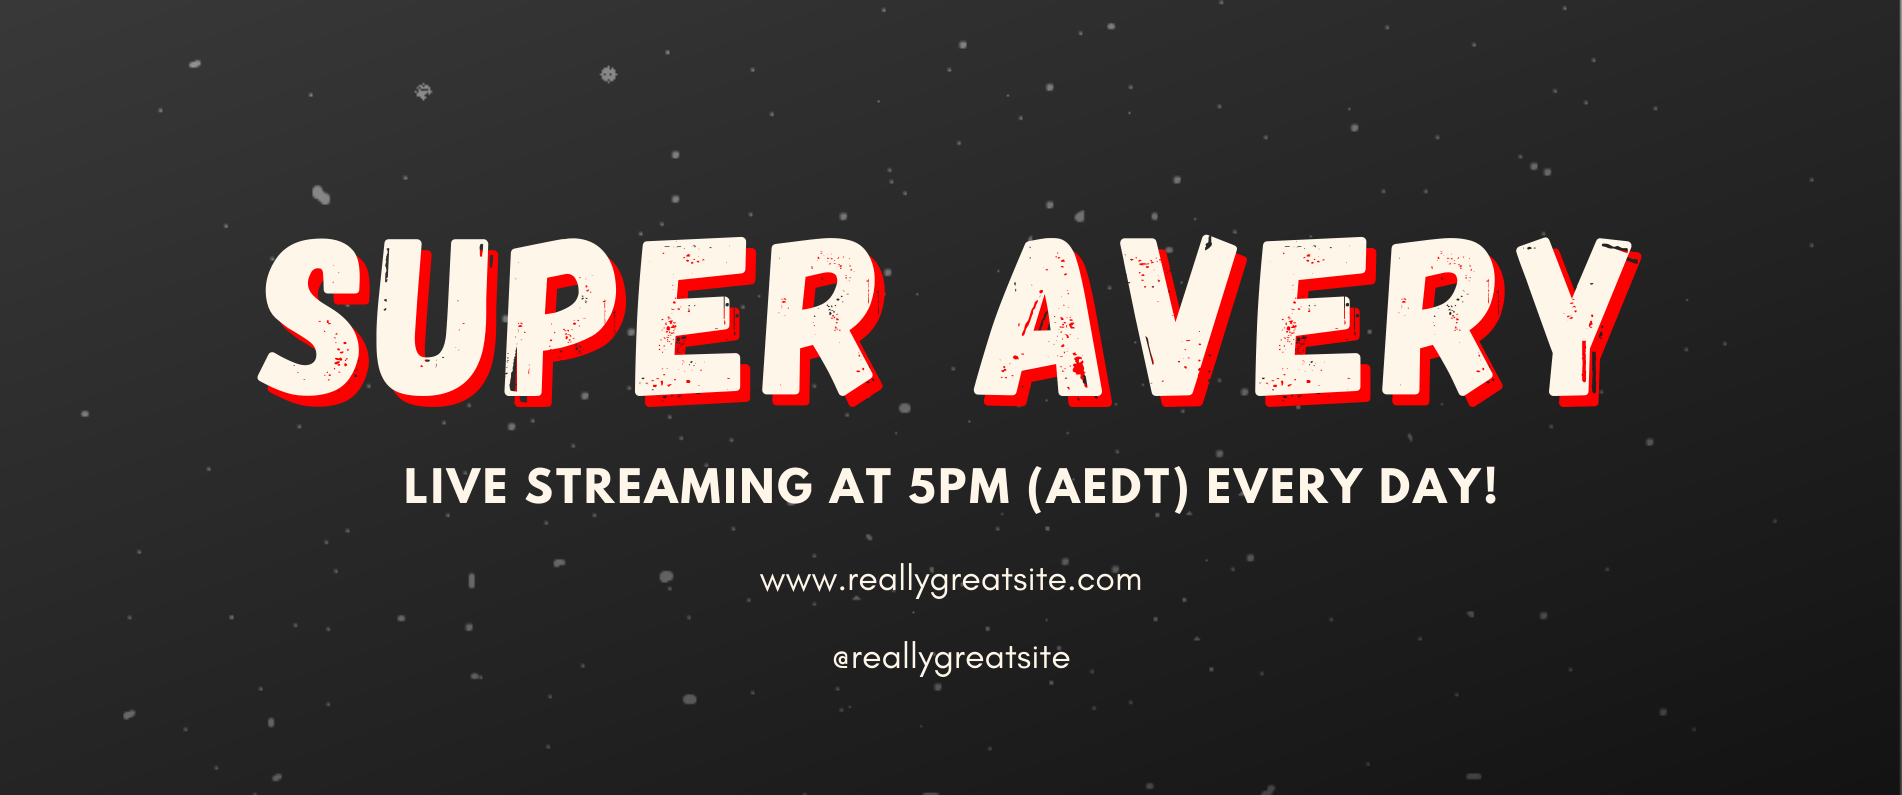 SUPER AVERY
LIVE STREAMING AT 5PM (AEDT) EVERY DAY!
www.reallygreatsite.com
@reallygreatsite